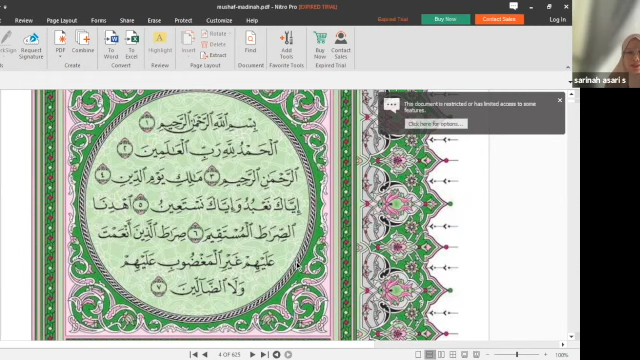 mushaf-madinah.pdf - Nitro Pro (EXPIRED TRIAL)
Review Page Layout Forms Share Erase Protect Customize Help Expired Trial Buy Now Contact Sales Log In
QuickSign Request PDF Combine To Word To Excel Highlight Insert Rotate Delete Extract Find Add Tools Buy Now Contact Sales
Create Convert Review Page Layout Document Favorite Tools Expired Trial
sarinah asari s
This document is restricted or has limited access to some features.
Click here for options...
بِسْمِ ٱللَّهِ ٱلرَّحْمَٰنِ ٱلرَّحِيمِ ١
ٱلْحَمْدُ لِلَّهِ رَبِّ ٱلْعَٰلَمِينَ ٢
ٱلرَّحْمَٰنِ ٱلرَّحِيمِ ٣ مَٰلِكِ يَوْمِ ٱلدِّينِ ٤
إِيَّاكَ نَعْبُدُ وَإِيَّاكَ نَسْتَعِينُ ٥ ٱهْدِنَا
ٱلصِّرَٰطَ ٱلْمُسْتَقِيمَ ٦ صِرَٰطَ ٱلَّذِينَ أَنْعَمْتَ
عَلَيْهِمْ غَيْرِ ٱلْمَغْضُوبِ عَلَيْهِمْ
وَلَا ٱلضَّآلِّينَ ٧
4 OF 625
100%